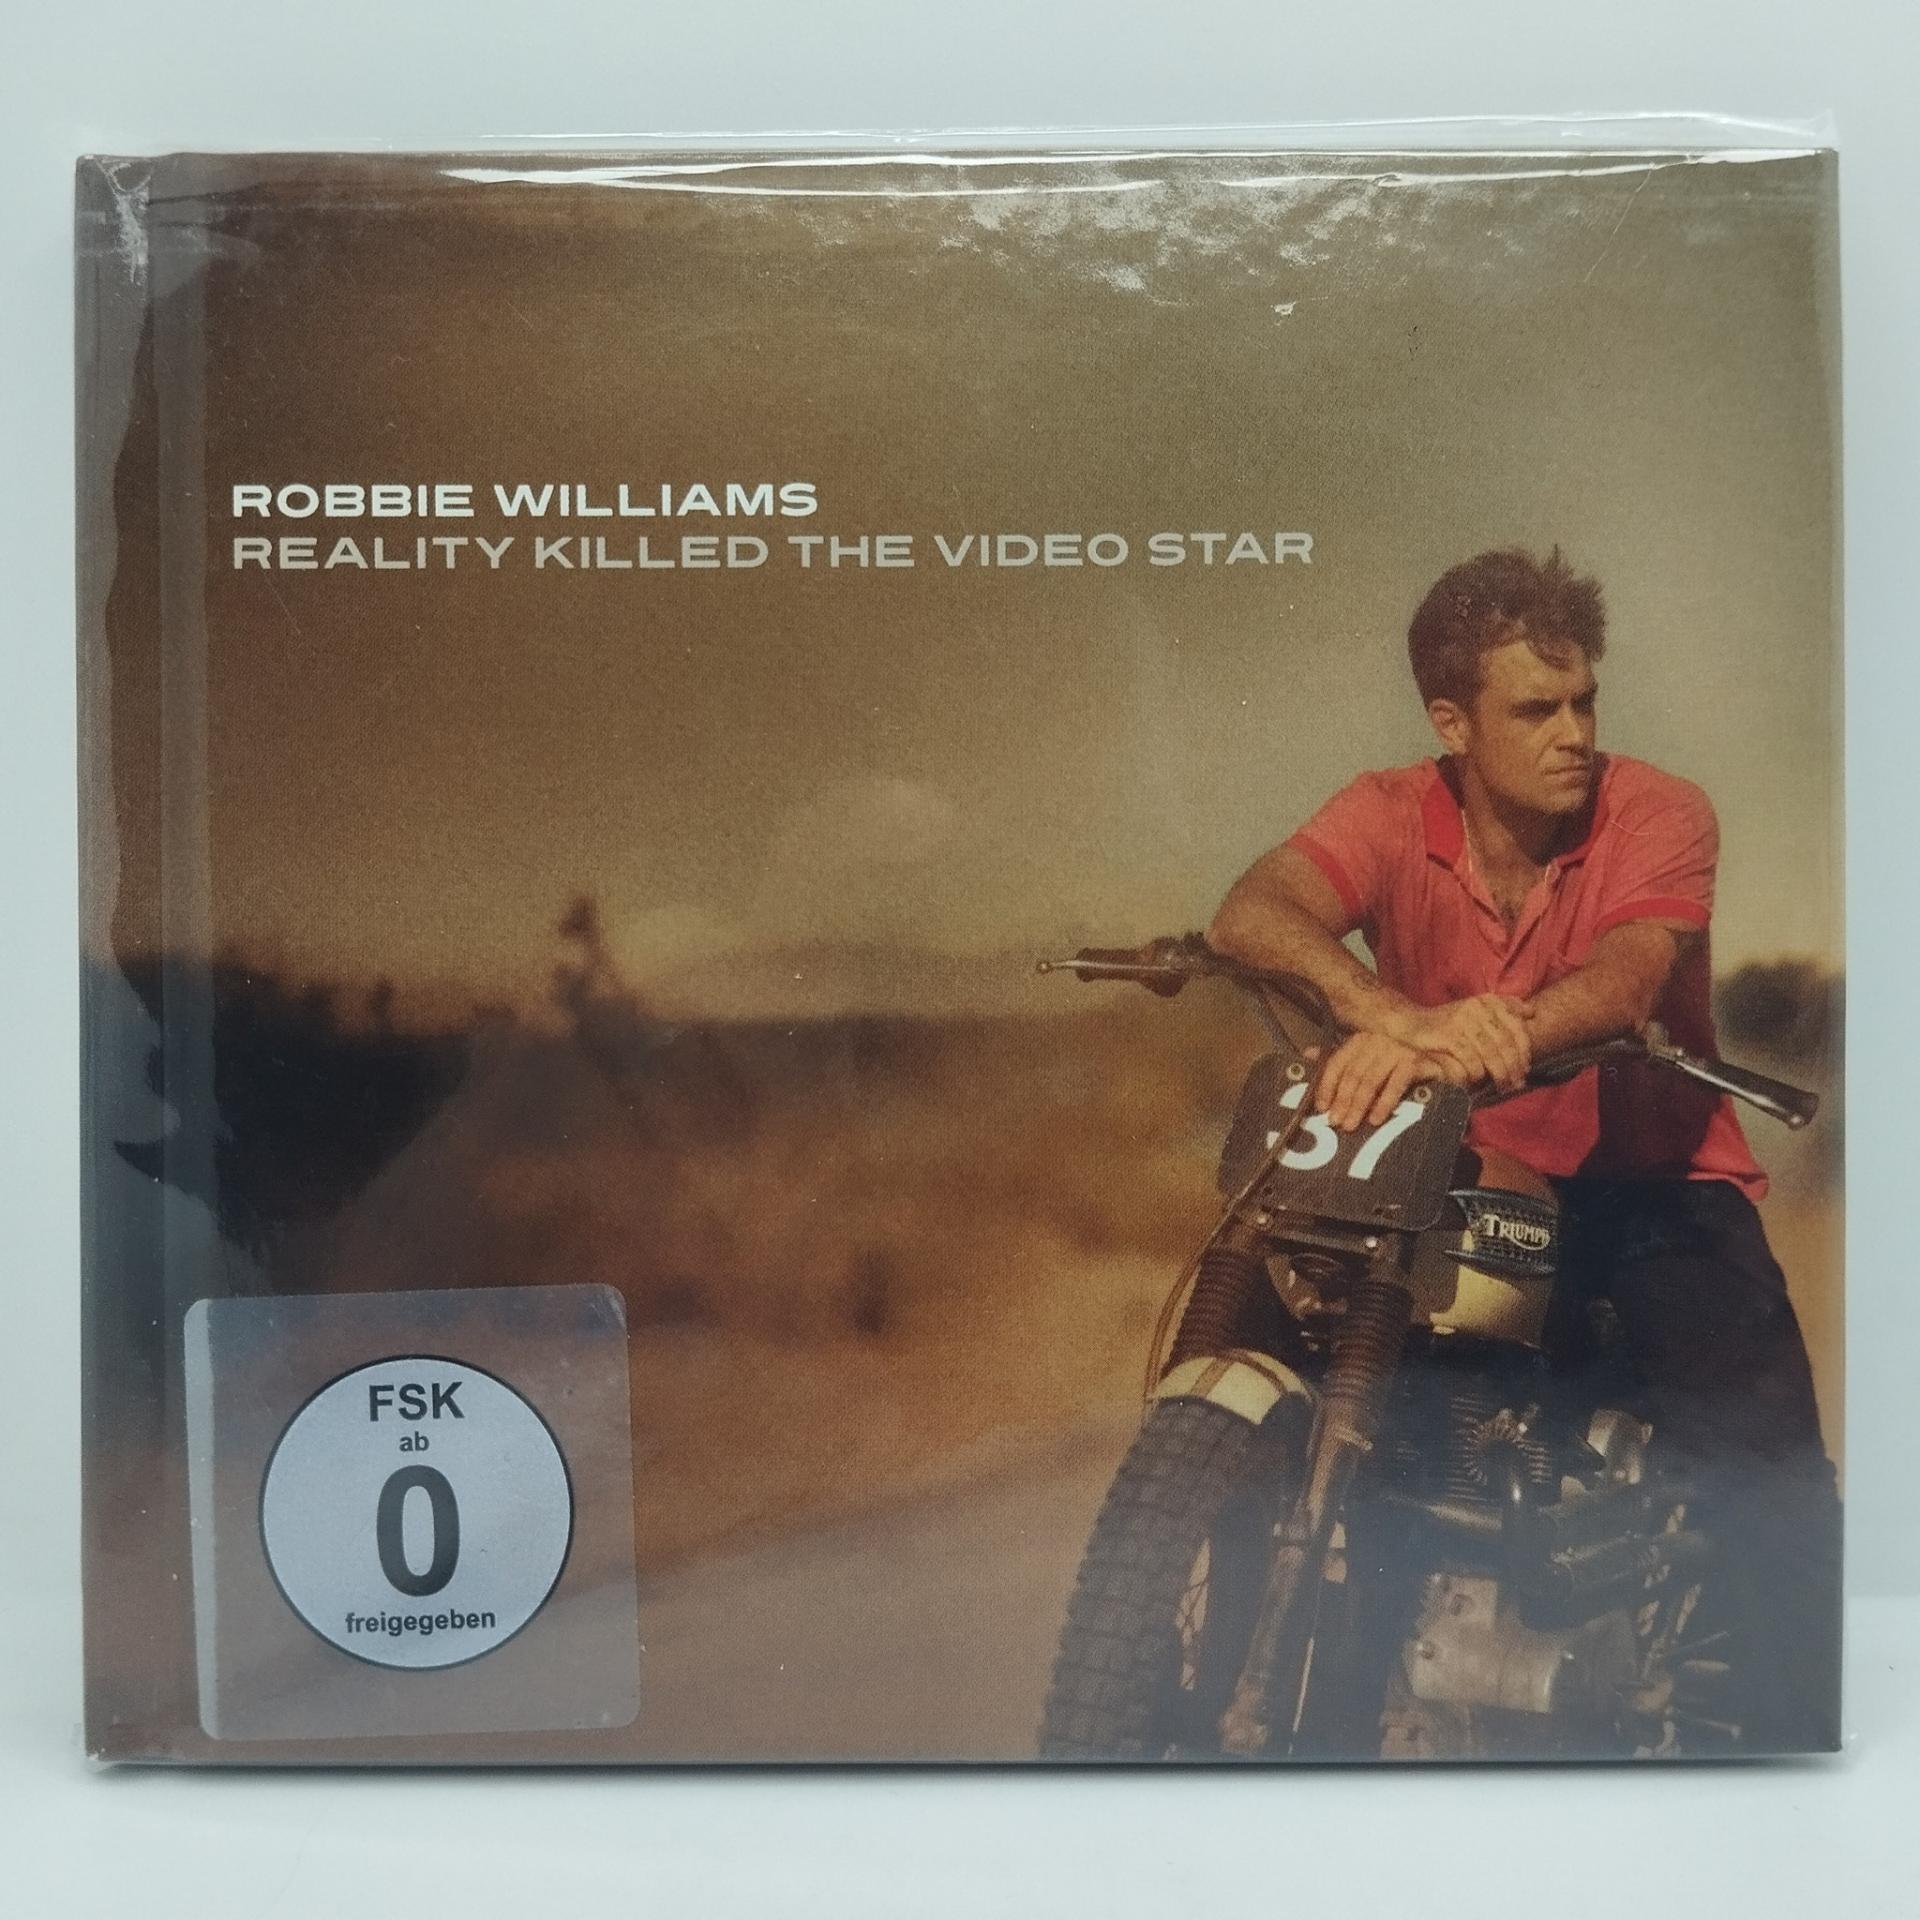 ROBBIE WILLIAMS
REALITY KILLED THE VIDEO STAR
37
TRIUMPH
FSK
ab
0
freigegeben